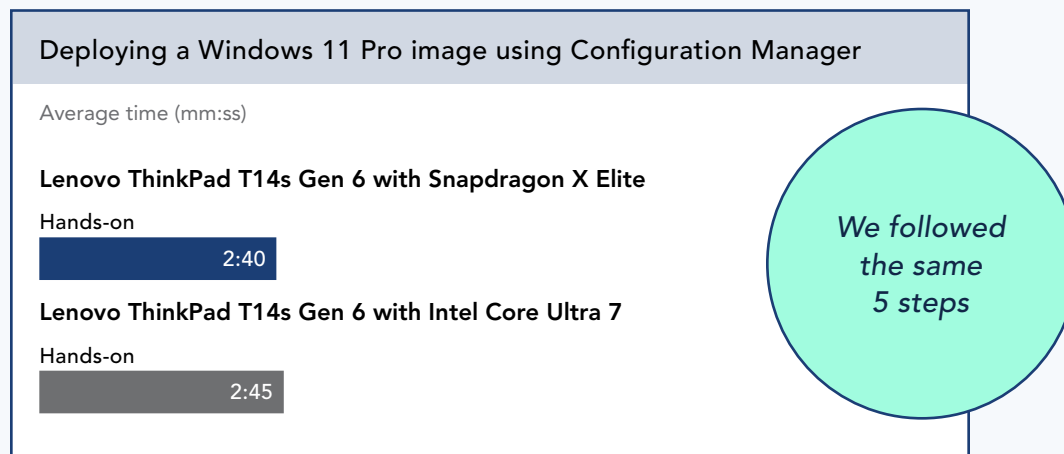 Deploying a Windows 11 Pro image using Configuration Manager
Average time (mm:ss)
Lenovo ThinkPad T14s Gen 6 with Snapdragon X Elite
Hands-on
2:40
Lenovo ThinkPad T14s Gen 6 with Intel Core Ultra 7
Hands-on
2:45
We followed
the same
5 steps